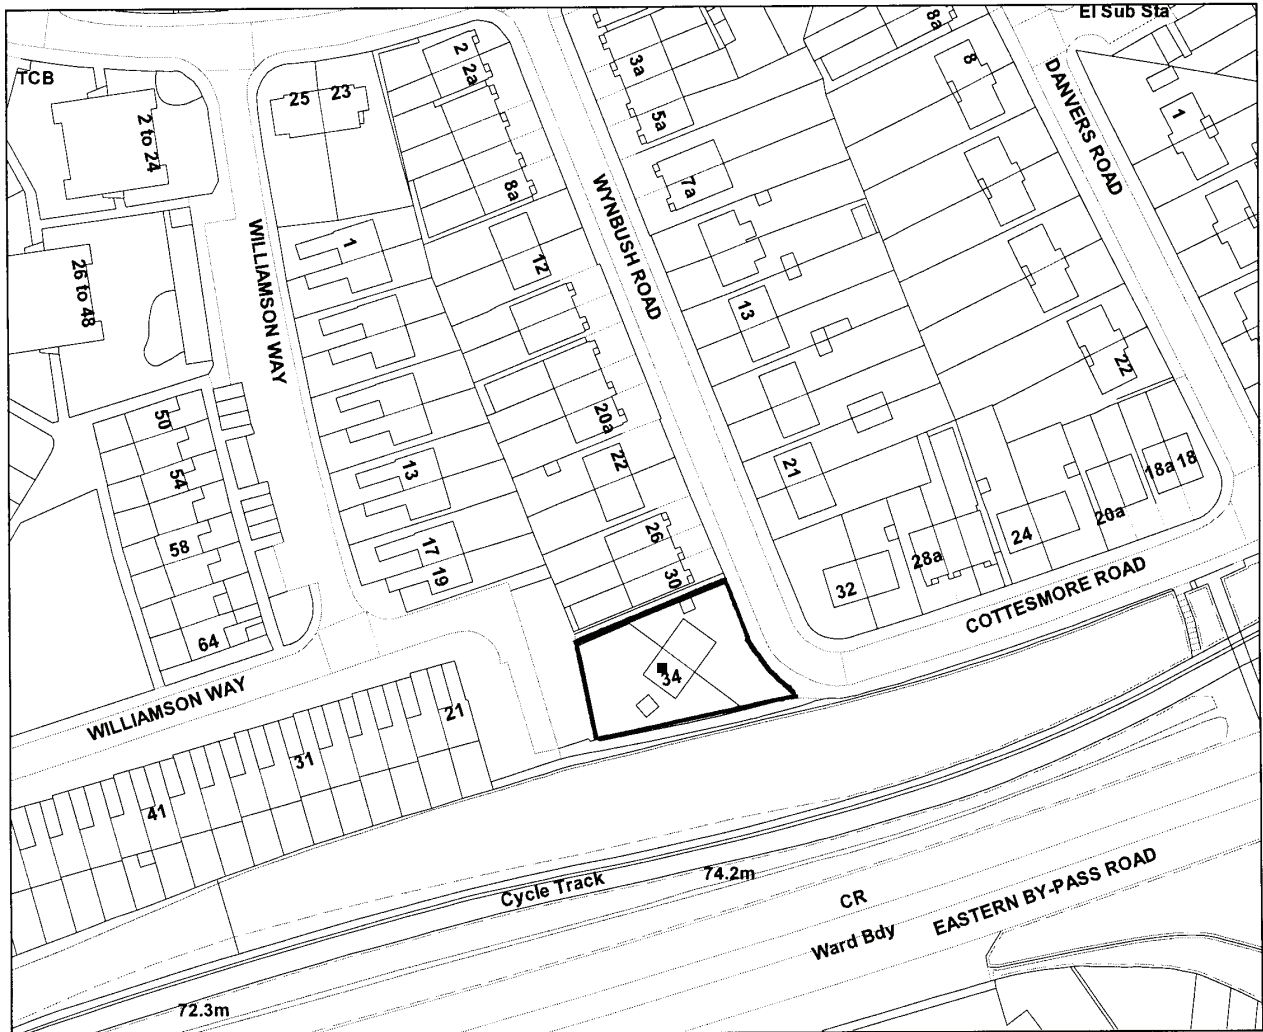 El Sub Sta
TCB
2
2a
3a
8a
8
25
23
5a
DANVERS ROAD
1
2 to 24
7a
8a
WYNBUSH ROAD
WILLIAMSON WAY
1
12
26 to 48
13
22
50
20a
54
13
22
21
18a
18
20a
58
17
19
26
30
24
28a
32
COTTESMORE ROAD
64
34
WILLIAMSON WAY
21
31
41
Cycle Track
74.2m
CR
Ward Bdy
EASTERN BY-PASS ROAD
72.3m